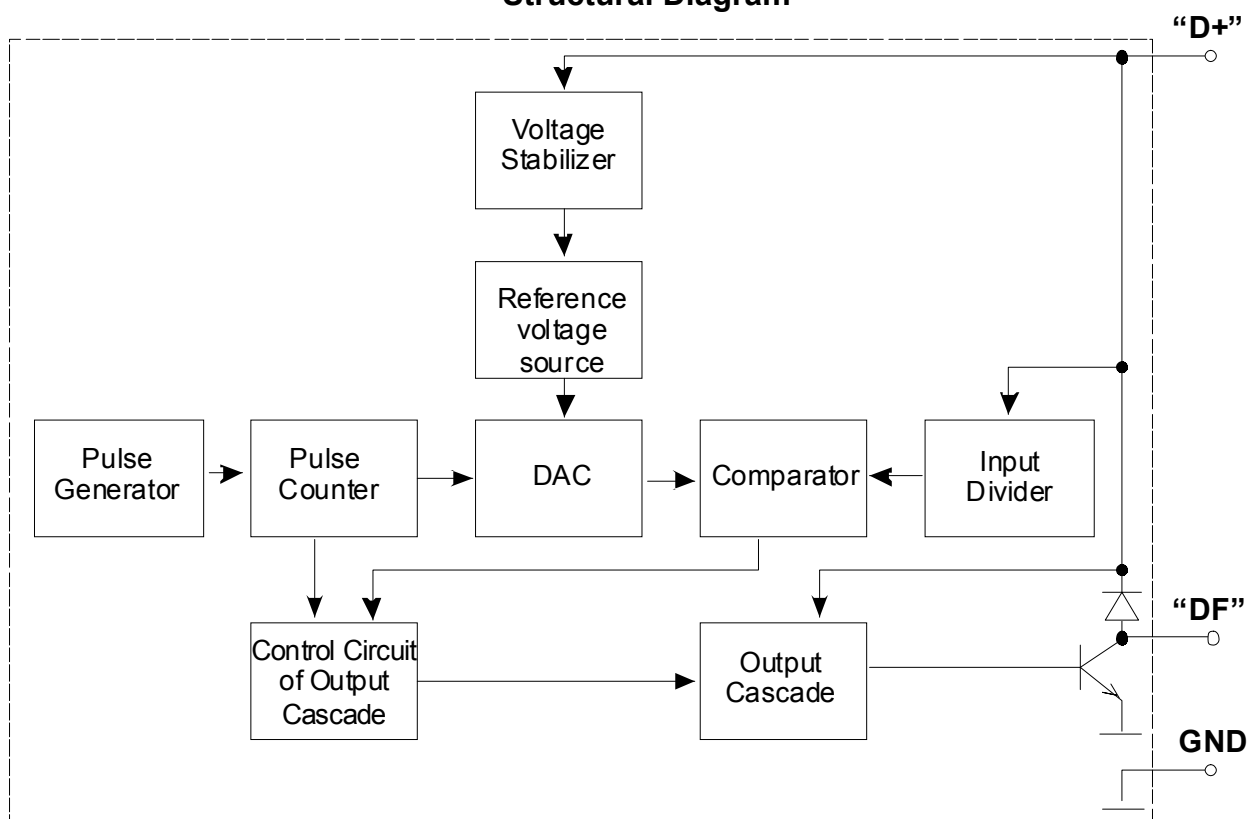 Structural Diagram
“D+”
Voltage
Stabilizer
Reference
voltage
source
Pulse
Generator
Pulse
Counter
DAC
Comparator
Input
Divider
“DF”
Control Circuit
of Output
Cascade
Output
Cascade
GND